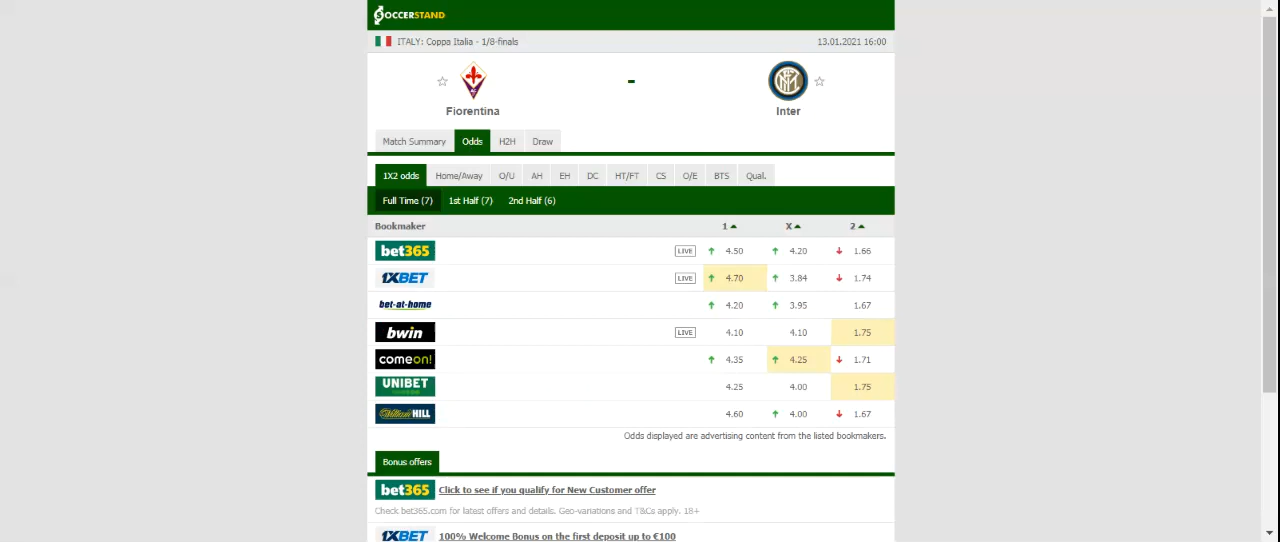 SOCCERSTAND
ITALY: Coppa Italia - 1/8-finals 13.01.2021 16:00
-
Fiorentina Inter
Match Summary Odds H2H Draw
1X2 odds Home/Away O/U AH EH DC HT/FT CS O/E BTS Qual.
Full Time (7) 1st Half (7) 2nd Half (6)
Bookmaker 1 X 2
bet365 LIVE 4.50 4.20 1.66
1XBET LIVE 4.70 3.84 1.74
bet-at-home 4.20 3.95 1.67
bwin LIVE 4.10 4.10 1.75
comeon! 4.35 4.25 1.71
UNIBET 4.25 4.00 1.75
William HILL 4.60 4.00 1.67
Odds displayed are advertising content from the listed bookmakers.
Bonus offers
bet365 Click to see if you qualify for New Customer offer
Check bet365.com for latest offers and details. Geo-variations and T&Cs apply. 18+
1XBET 100% Welcome Bonus on the first deposit up to €100